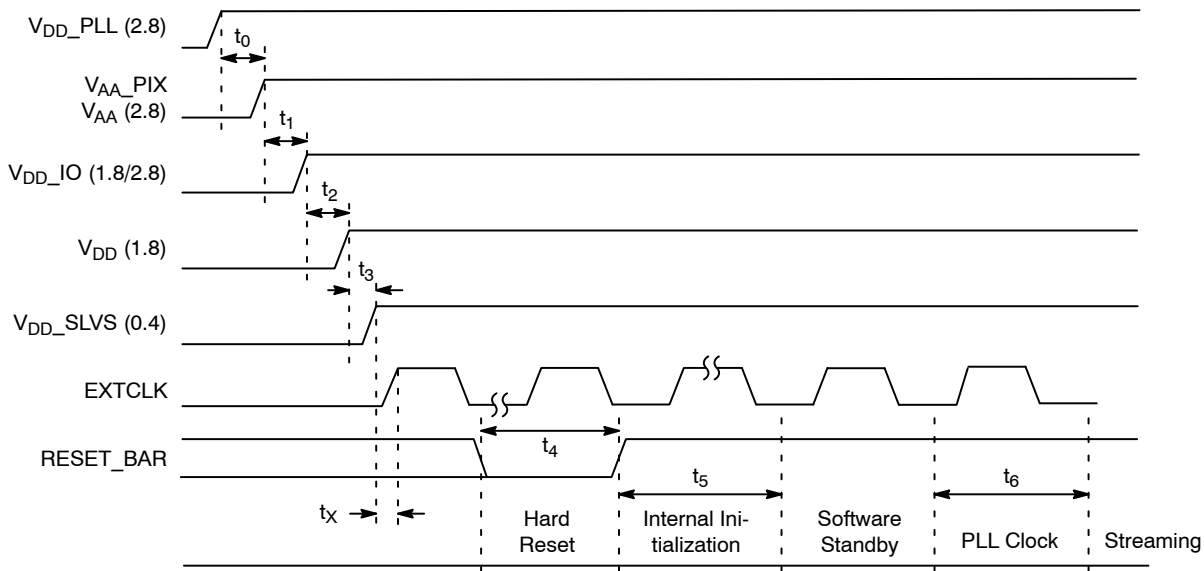 V_DD_PLL (2.8)
t_0
V_AA_PIX
V_AA (2.8)
t_1
V_DD_IO (1.8/2.8)
t_2
V_DD (1.8)
t_3
V_DD_SLVS (0.4)
EXTCLK
RESET_BAR
t_4
t_5
t_6
t_X
Hard
Reset
Internal Ini-
tialization
Software
Standby
PLL Clock
Streaming